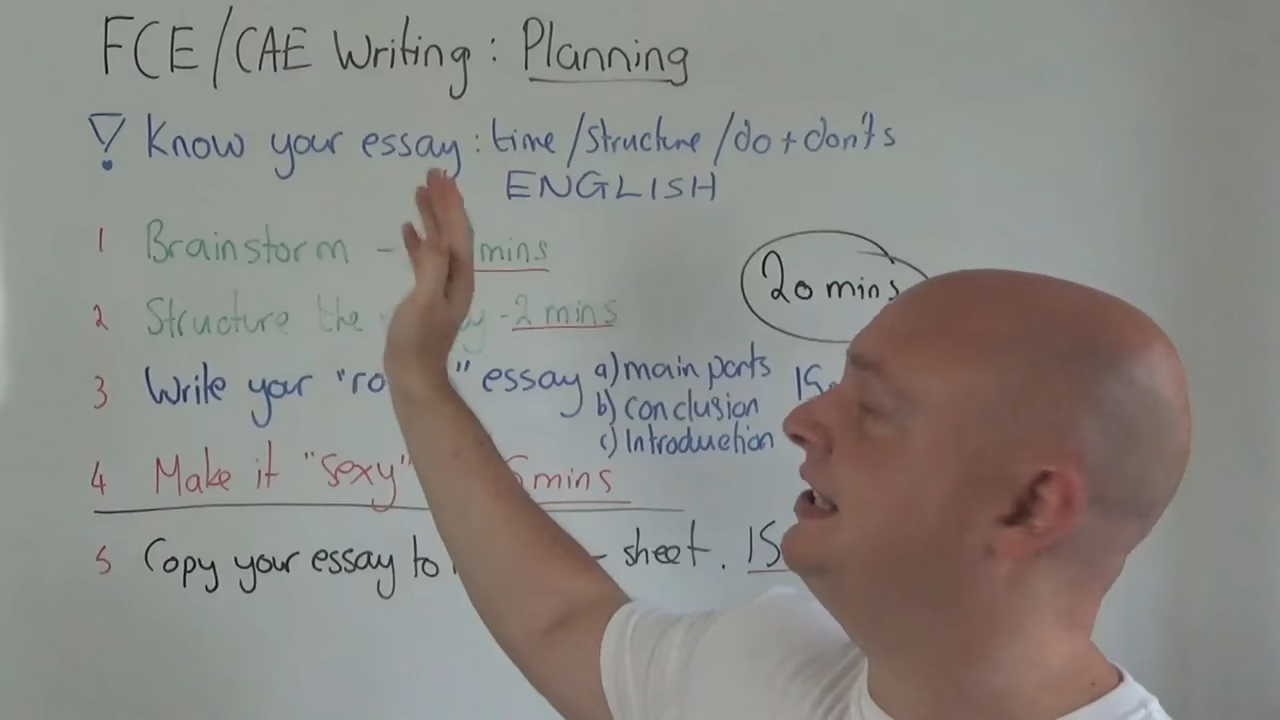 FCE/CAE Writing: Planning
! Know your essay: time/structure/do + don'ts
ENGLISH
1 Brainstorm - mins
20 mins
2 Structure the - 2 mins
3 Write your " " essay a) main parts
b) conclusion
c) Introduction
4 Make it "sexy" mins
5 Copy your essay to sheet. 15